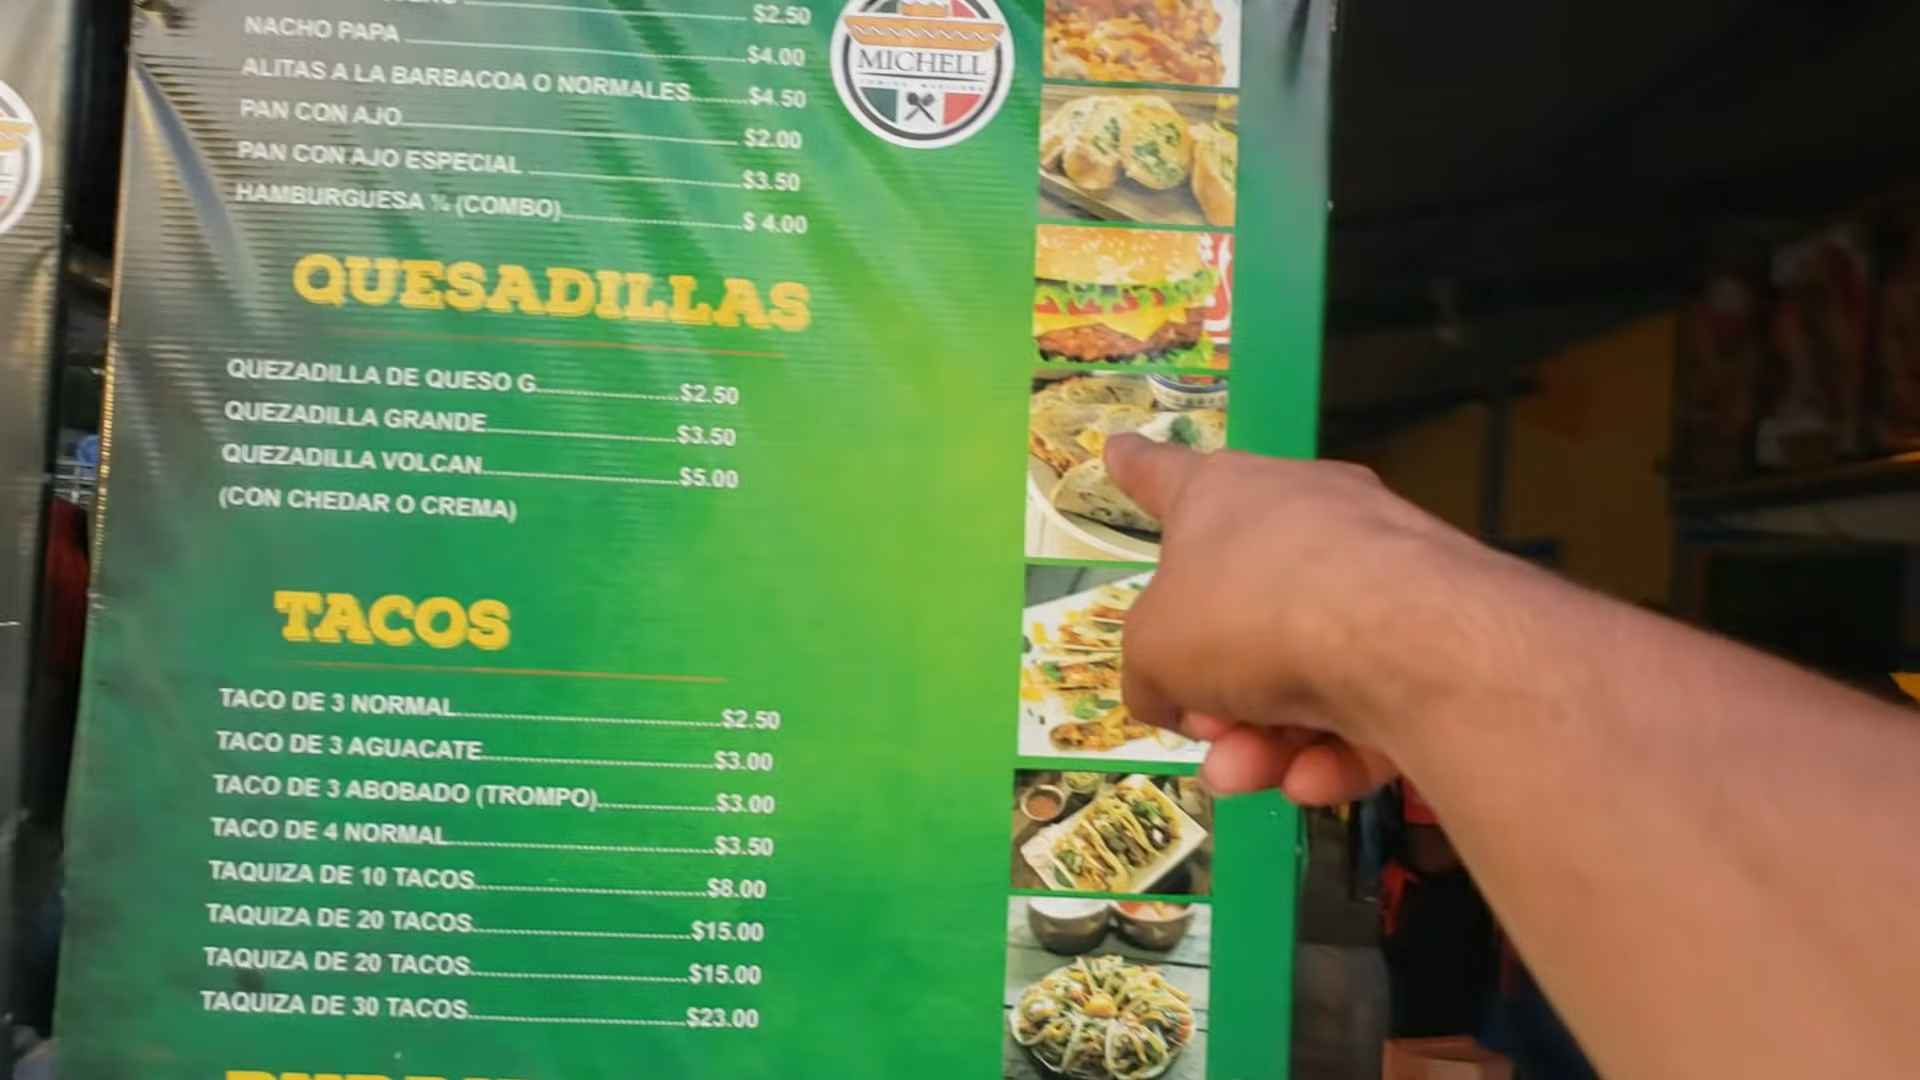 $2.50
NACHO PAPA $4.00
ALITAS A LA BARBACOA O NORMALES $4.50
PAN CON AJO $2.00
PAN CON AJO ESPECIAL $3.50
HAMBURGUESA ¼ (COMBO) $ 4.00
MICHELL
QUESADILLAS
QUEZADILLA DE QUESO G $2.50
QUEZADILLA GRANDE $3.50
QUEZADILLA VOLCAN $5.00
(CON CHEDAR O CREMA)
TACOS
TACO DE 3 NORMAL $2.50
TACO DE 3 AGUACATE $3.00
TACO DE 3 ABOBADO (TROMPO) $3.00
TACO DE 4 NORMAL $3.50
TAQUIZA DE 10 TACOS $8.00
TAQUIZA DE 20 TACOS $15.00
TAQUIZA DE 20 TACOS $15.00
TAQUIZA DE 30 TACOS $23.00